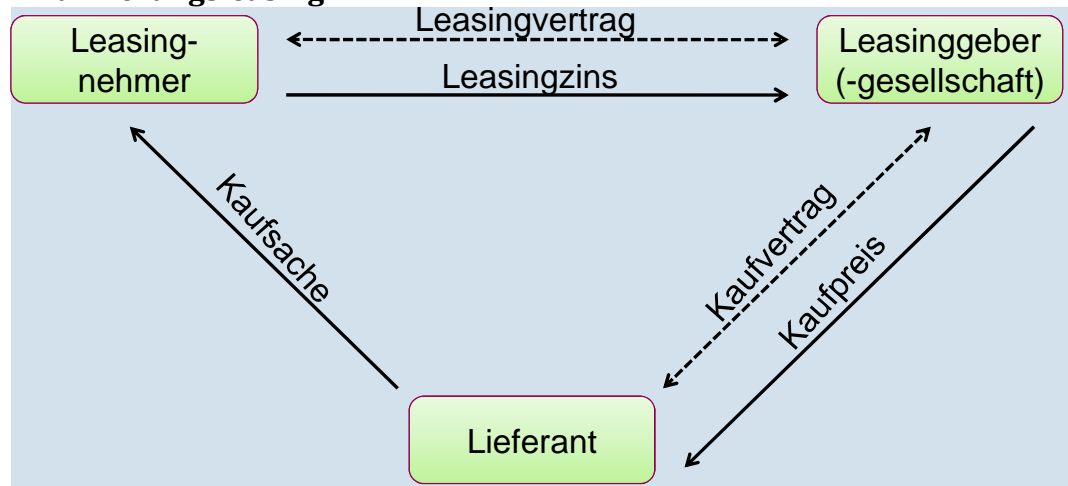 Leasingvertrag
Leasing-
nehmer
Leasinggeber
(-gesellschaft)
Leasingzins
Kaufsache
Kaufvertrag
Kaufpreis
Lieferant